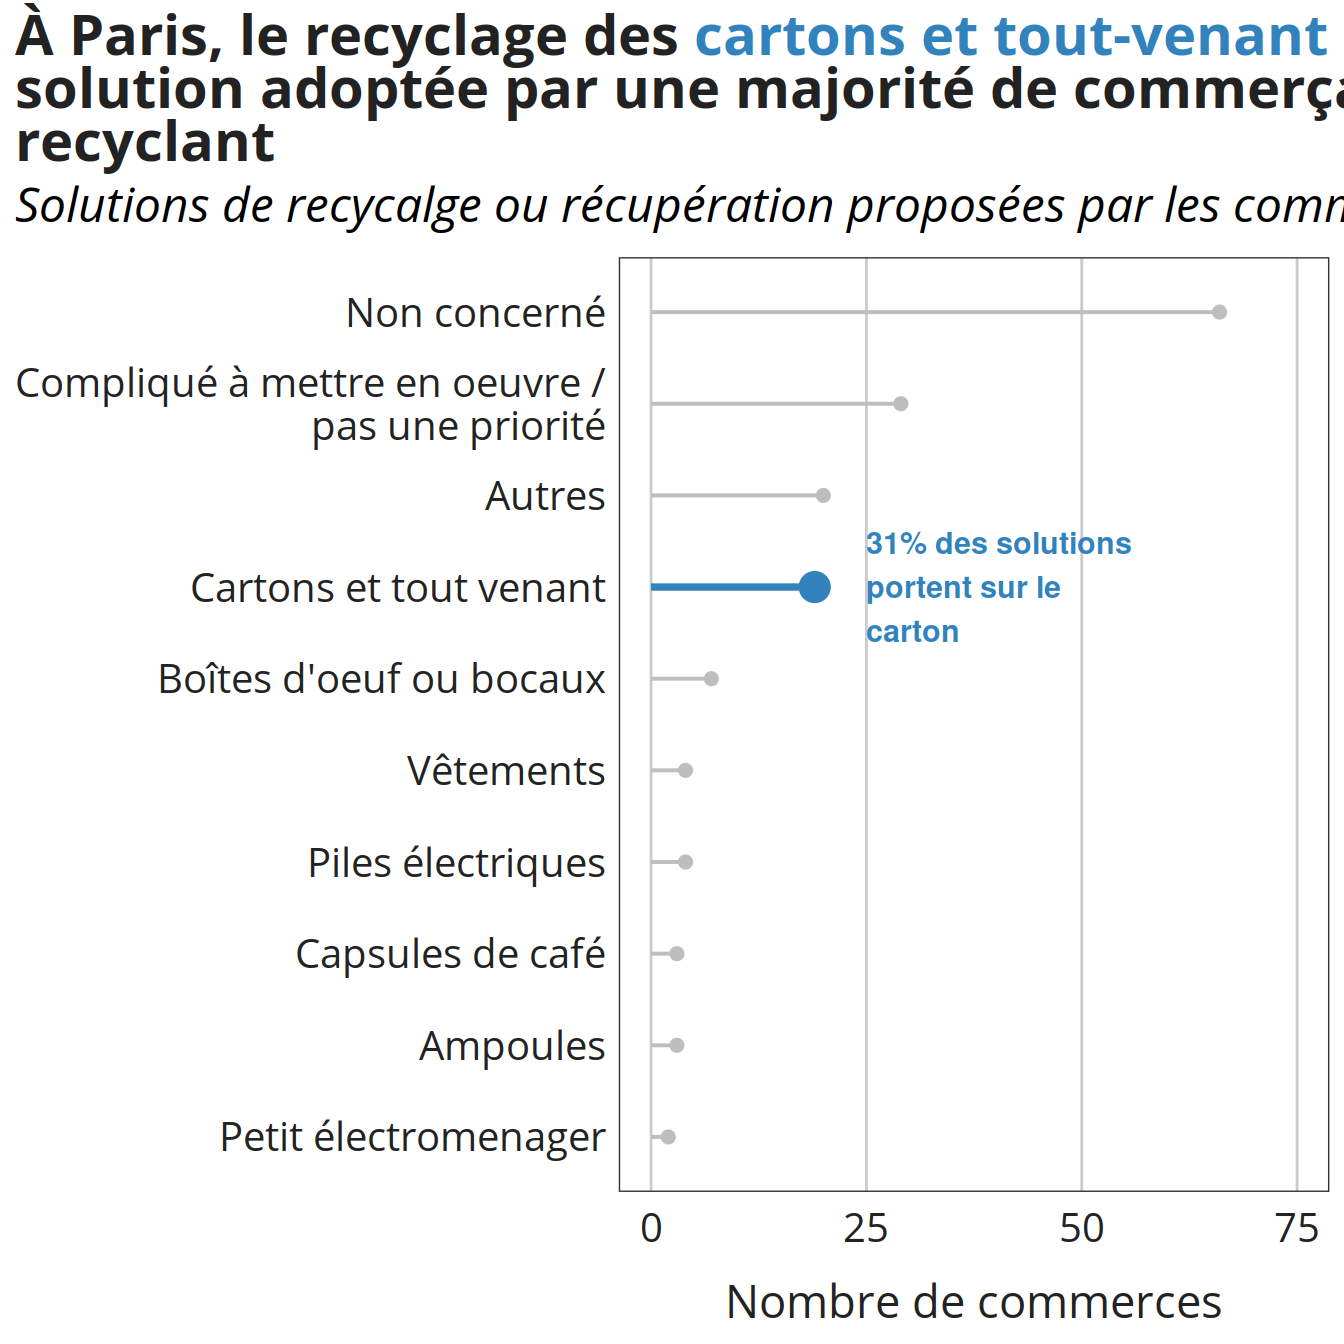 À Paris, le recyclage des cartons et tout-venant
solution adoptée par une majorité de
recyclant
Solutions de recycalge ou récupération proposées par les
Non concerné
Compliqué à mettre en oeuvre /
pas une priorité
Autres
31% des solutions
portent sur le
carton
Cartons et tout venant
Boîtes d'oeuf ou bocaux
Vêtements
Piles électriques
Capsules de café
Ampoules
Petit électromenager
0 25 50 75
Nombre de commerces